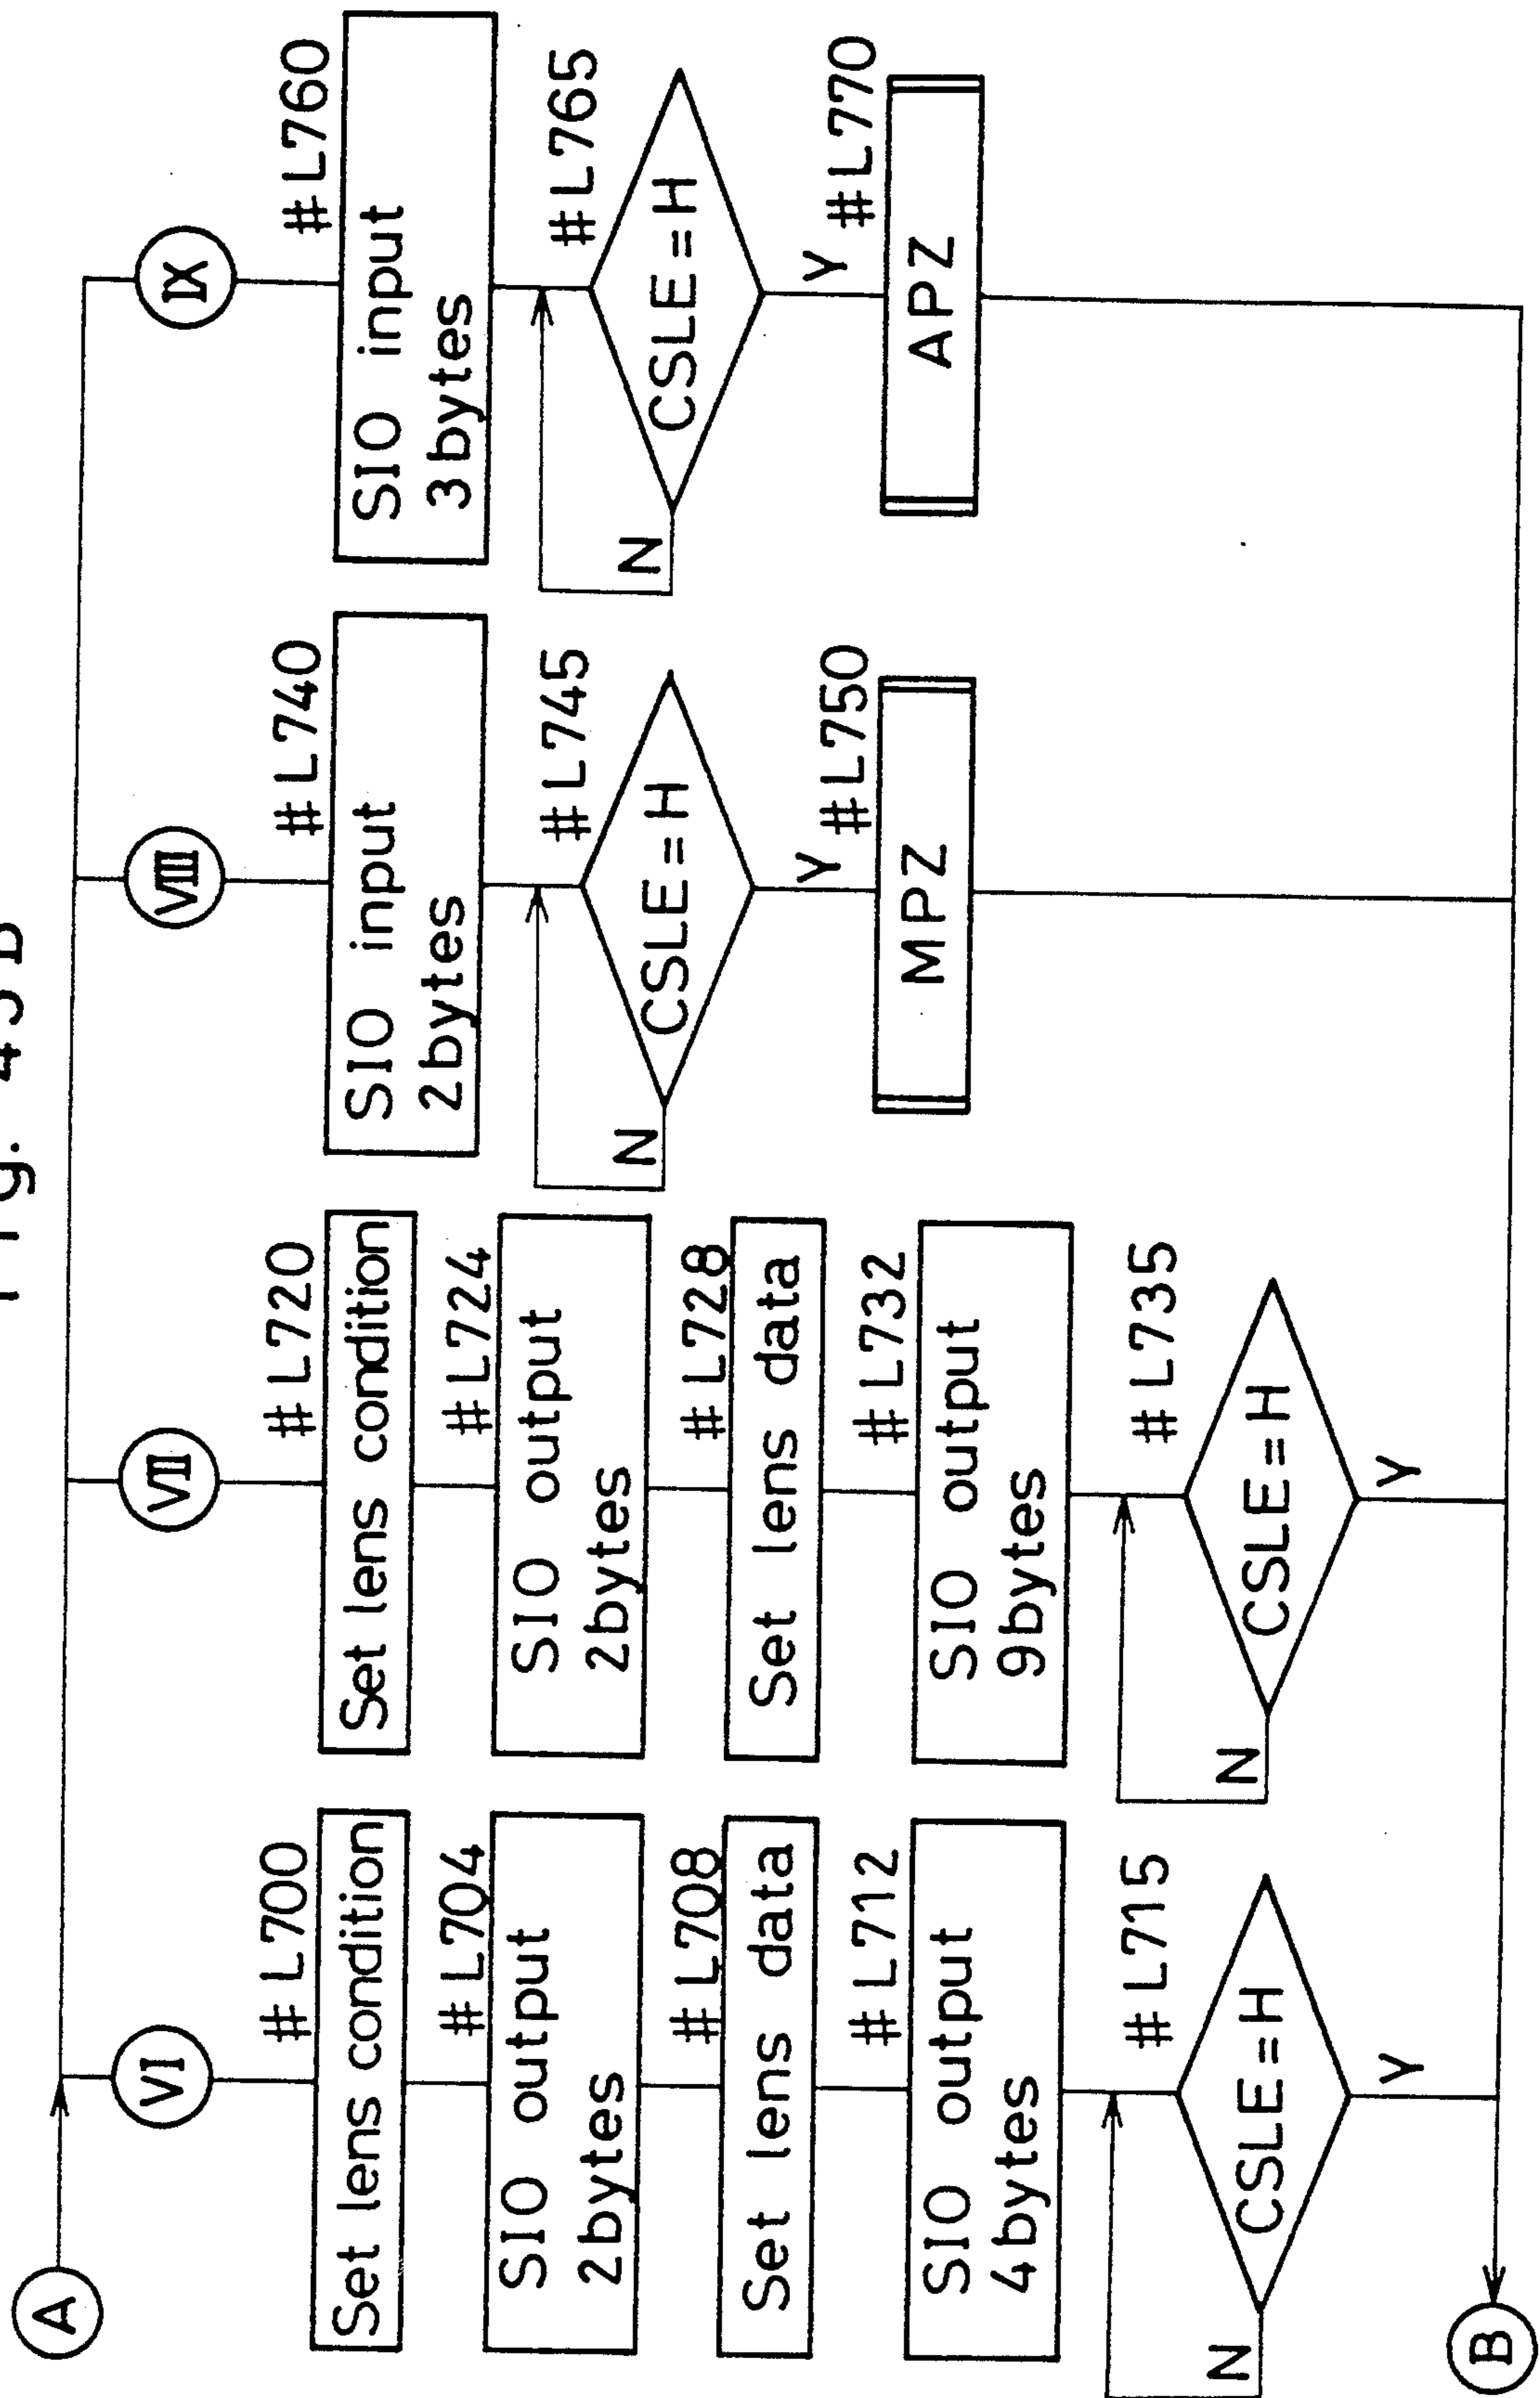 Fig. 43B
A
VI
#L700
Set lens condition
#L704
SIO output
2bytes
#L708
Set lens data
#L712
SIO output
4bytes
#L715
CSLE=H
N
Y
VII
#L720
Set lens condition
#L724
SIO output
2bytes
#L728
Set lens data
#L732
SIO output
9bytes
#L735
CSLE=H
N
Y
VIII
#L740
SIO input
2bytes
#L745
CSLE=H
N
Y
#L750
MPZ
IX
#L760
SIO input
3bytes
#L765
CSLE=H
N
Y
#L770
APZ
B